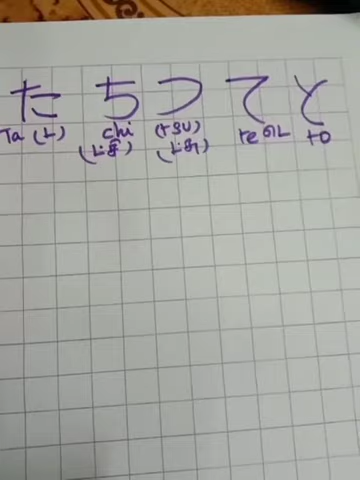 た ち つ て と
Ta chi (tsu) te to